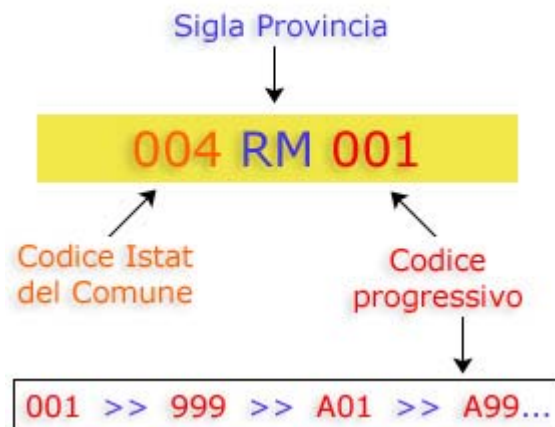 Sigla Provincia
004 RM 001
Codice Istat
del Comune
Codice
progressivo
001 >> 999 >> A01 >> A99...